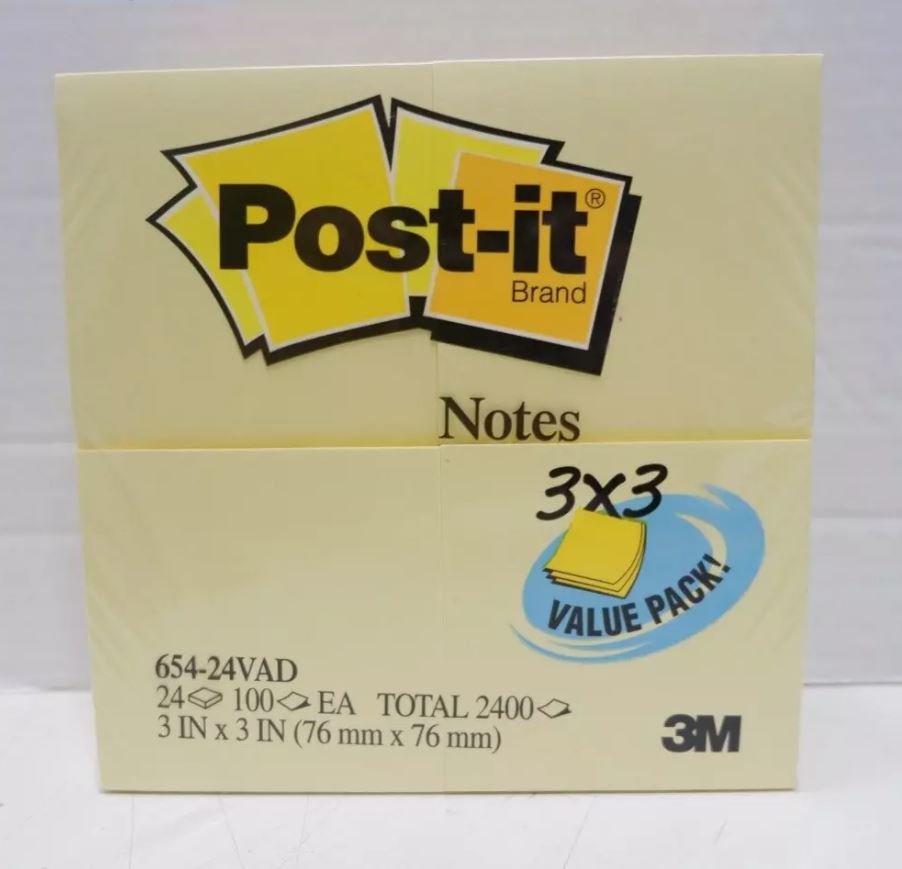 Post-it®
Brand
Notes
3x3
VALUE PACK!
654-24VAD
24 100 EA TOTAL 2400
3 IN x 3 IN (76 mm x 76 mm)
3M